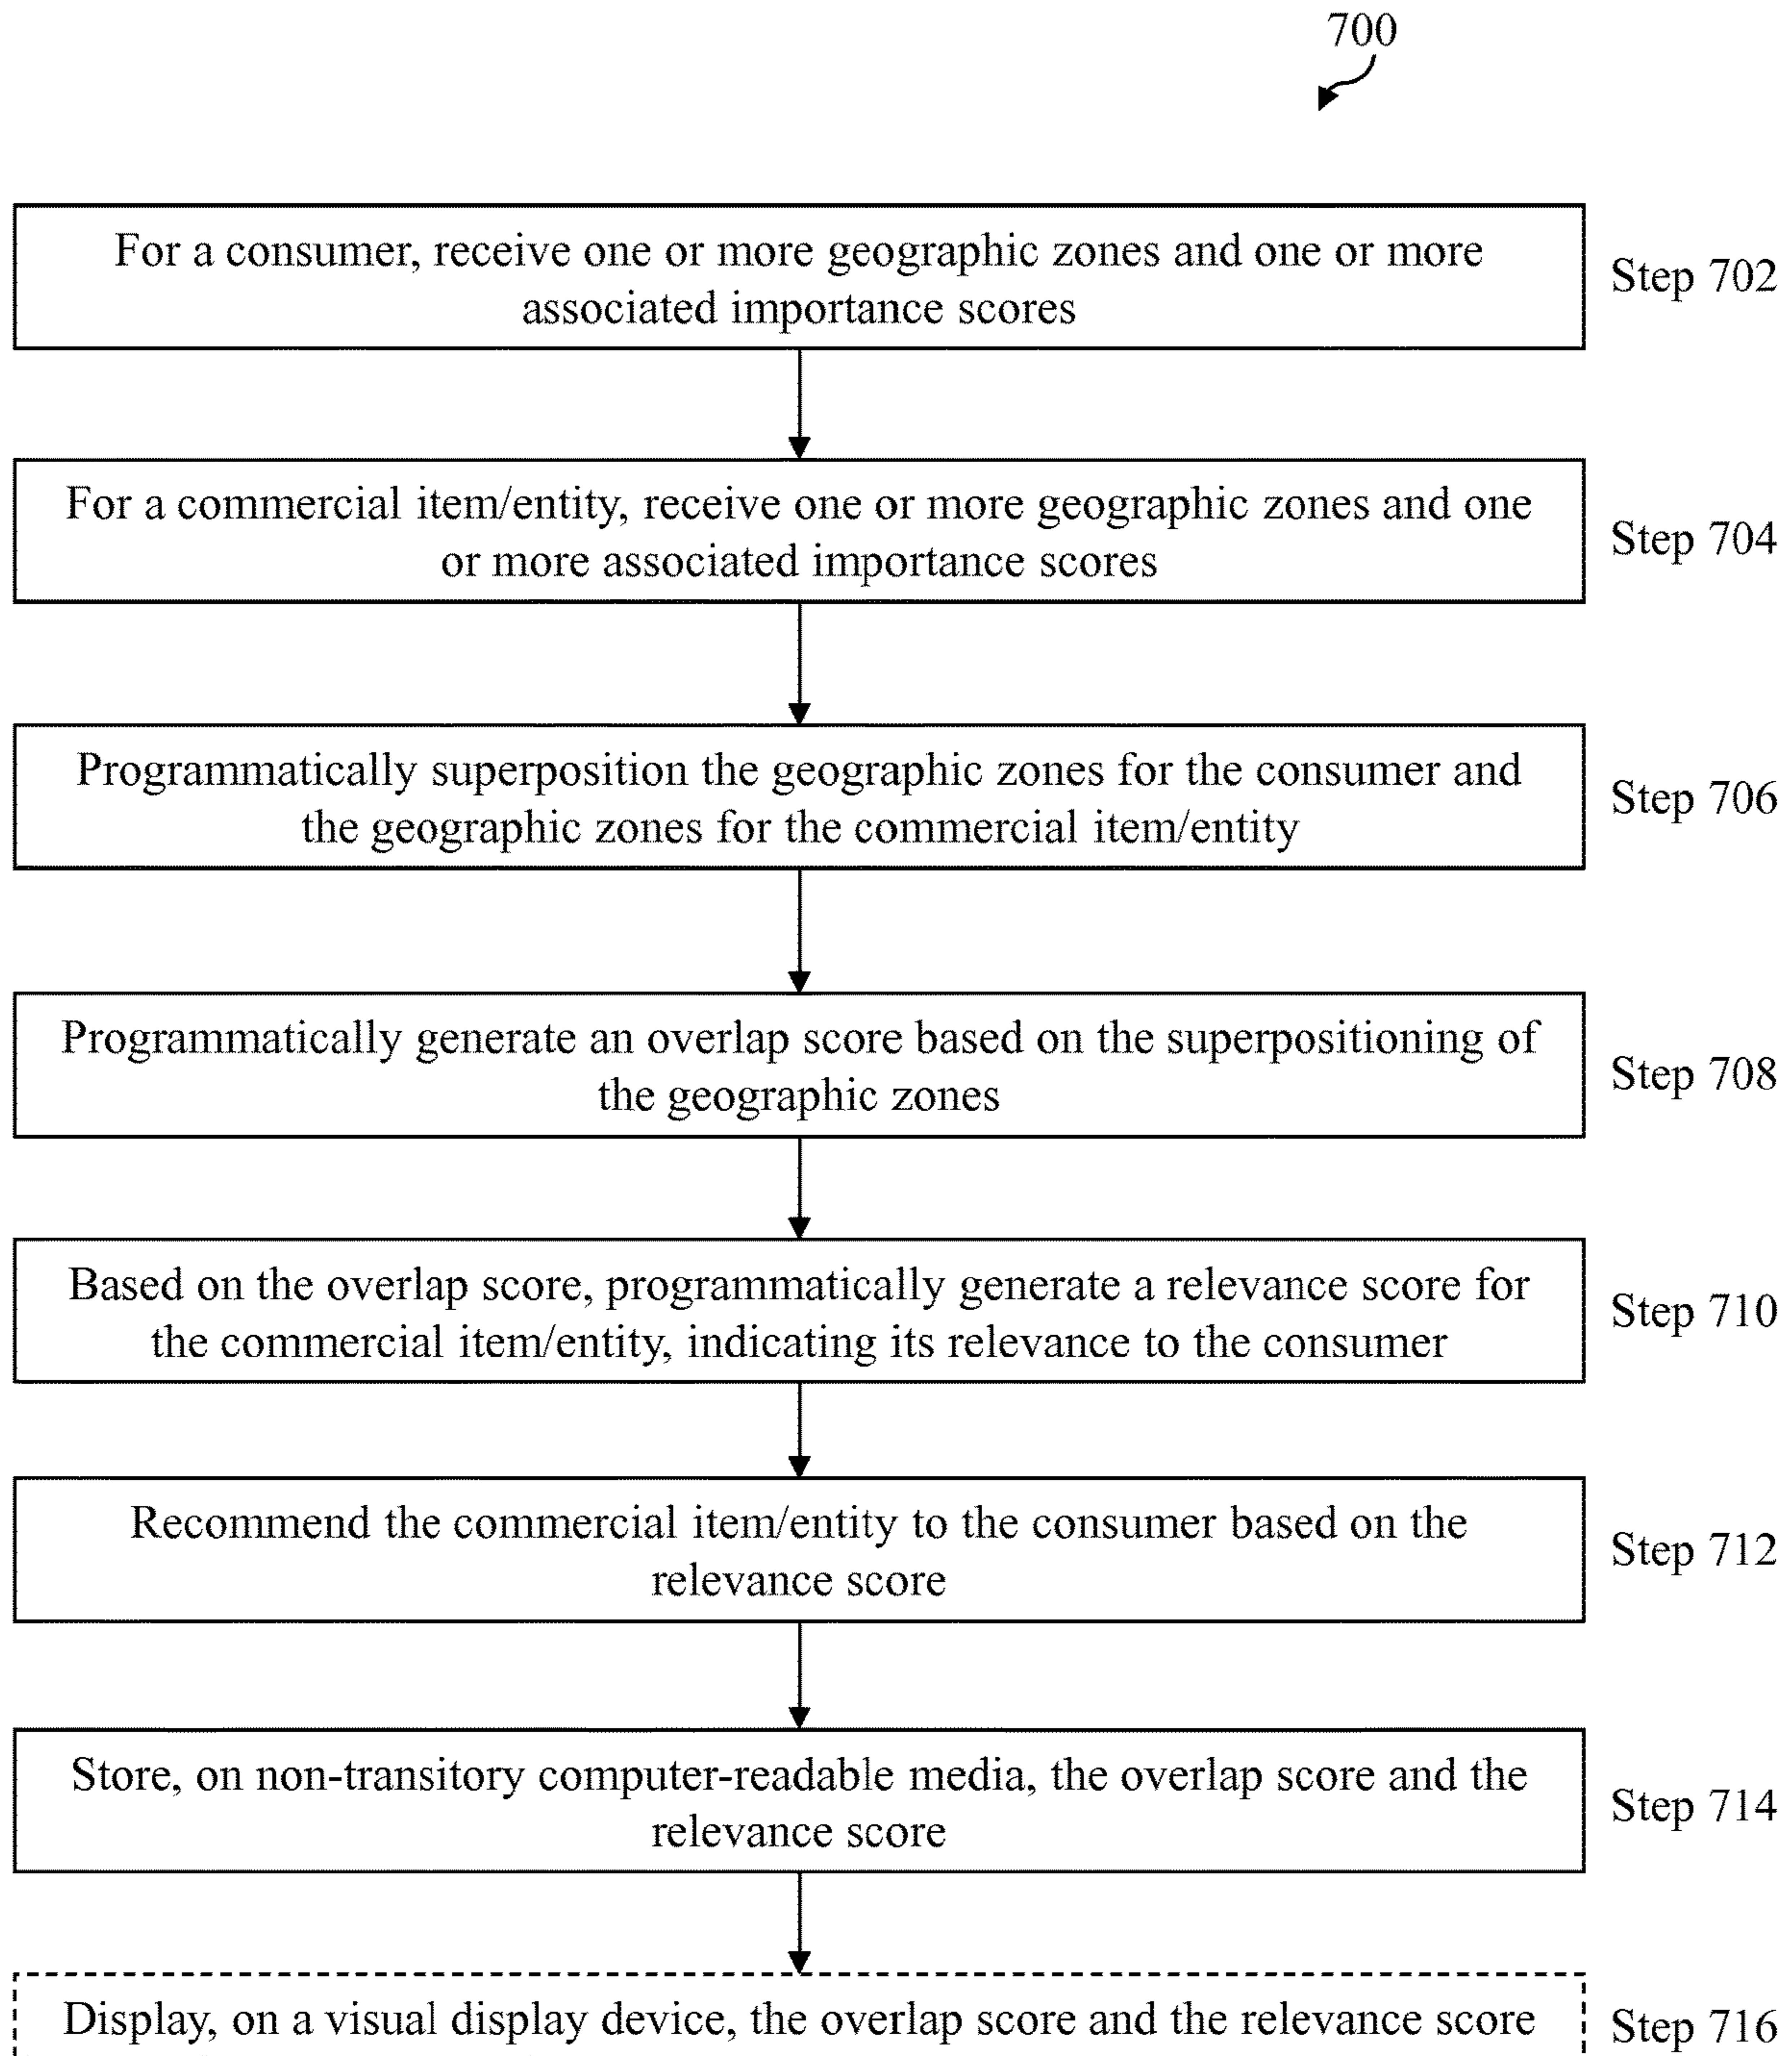 700
For a consumer, receive one or more geographic zones and one or more
associated importance scores
Step 702
For a commercial item/entity, receive one or more geographic zones and one
or more associated importance scores
Step 704
Programmatically superposition the geographic zones for the consumer and
the geographic zones for the commercial item/entity
Step 706
Programmatically generate an overlap score based on the superpositioning of
the geographic zones
Step 708
Based on the overlap score, programmatically generate a relevance score for
the commercial item/entity, indicating its relevance to the consumer
Step 710
Recommend the commercial item/entity to the consumer based on the
relevance score
Step 712
Store, on non-transitory computer-readable media, the overlap score and the
relevance score
Step 714
Display, on a visual display device, the overlap score and the relevance score
Step 716